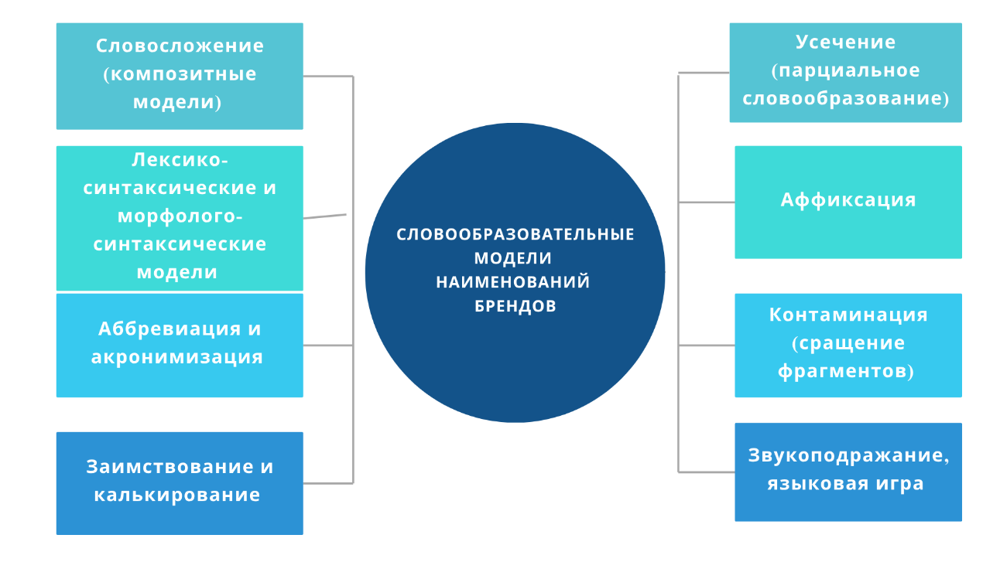 Словосложение
(композитные
модели)
Лексико-
синтаксические и
морфолого-
синтаксические
модели
Аббревиация и
акронимизация
Заимствование и
калькирование
СЛОВООБРАЗОВАТЕЛЬНЫЕ
МОДЕЛИ
НАИМЕНОВАНИЙ
БРЕНДОВ
Усечение
(парциальное
словообразование)
Аффиксация
Контаминация
(сращение
фрагментов)
Звукоподражание,
языковая игра